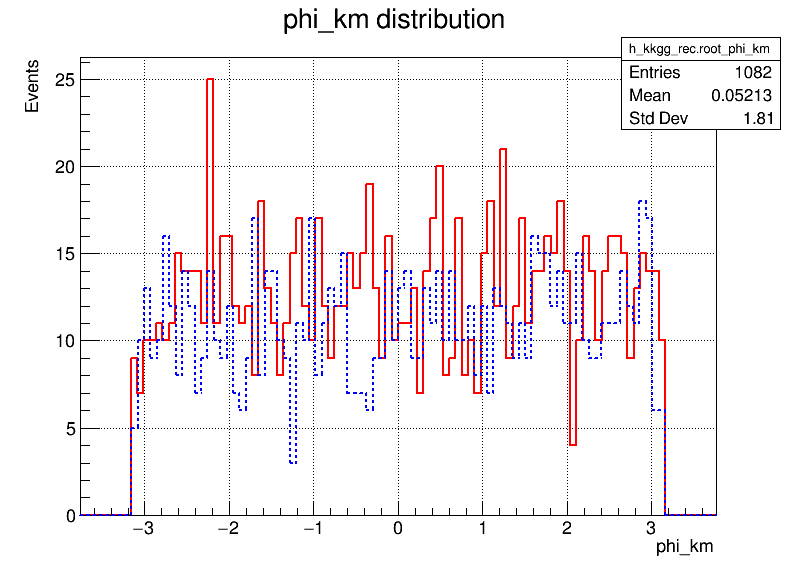 phi_km distribution
h_kkgg_rec.root_phi_km
Entries 1082
Mean 0.05213
Std Dev 1.81
Events
25
20
15
10
5
0
−3 −2 −1 0 1 2 3
phi_km